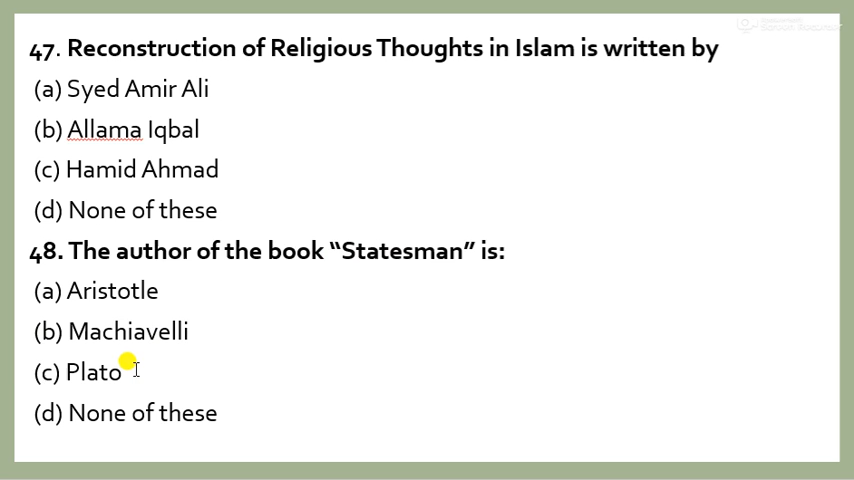 47. Reconstruction of Religious Thoughts in Islam is written by
(a) Syed Amir Ali
(b) Allama Iqbal
(c) Hamid Ahmad
(d) None of these
48. The author of the book “Statesman” is:
(a) Aristotle
(b) Machiavelli
(c) Plato
(d) None of these